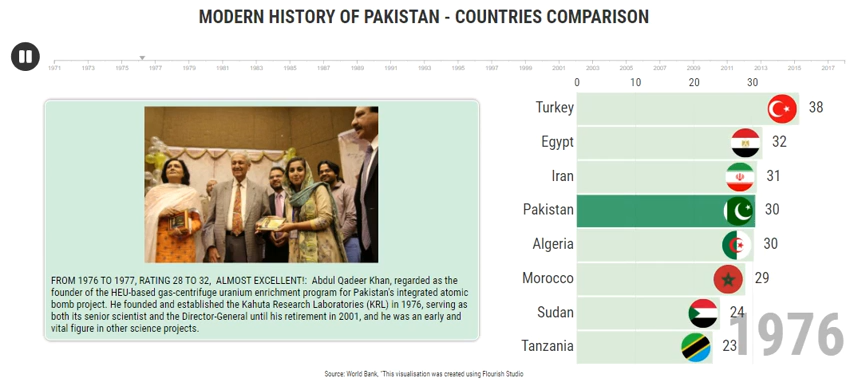 MODERN HISTORY OF PAKISTAN - COUNTRIES COMPARISON
1971 1973 1975 1977 1979 1981 1983 1985 1987 1989 1991 1993 1995 1997 1999 2001 2003 2005 2007 2009 2011 2013 2015 2017
0 10 20 30
Turkey 38
Egypt 32
Iran 31
Pakistan 30
Algeria 30
Morocco 29
Sudan 24
Tanzania 23
1976
FROM 1976 TO 1977, RATING 28 TO 32, ALMOST EXCELLENT!: Abdul Qadeer Khan, regarded as the
founder of the HEU-based gas-centrifuge uranium enrichment program for Pakistan's integrated atomic
bomb project. He founded and established the Kahuta Research Laboratories (KRL) in 1976, serving as
both its senior scientist and the Director-General until his retirement in 2001, and he was an early and
vital figure in other science projects.
Source: World Bank, "This visualisation was created using Flourish Studio